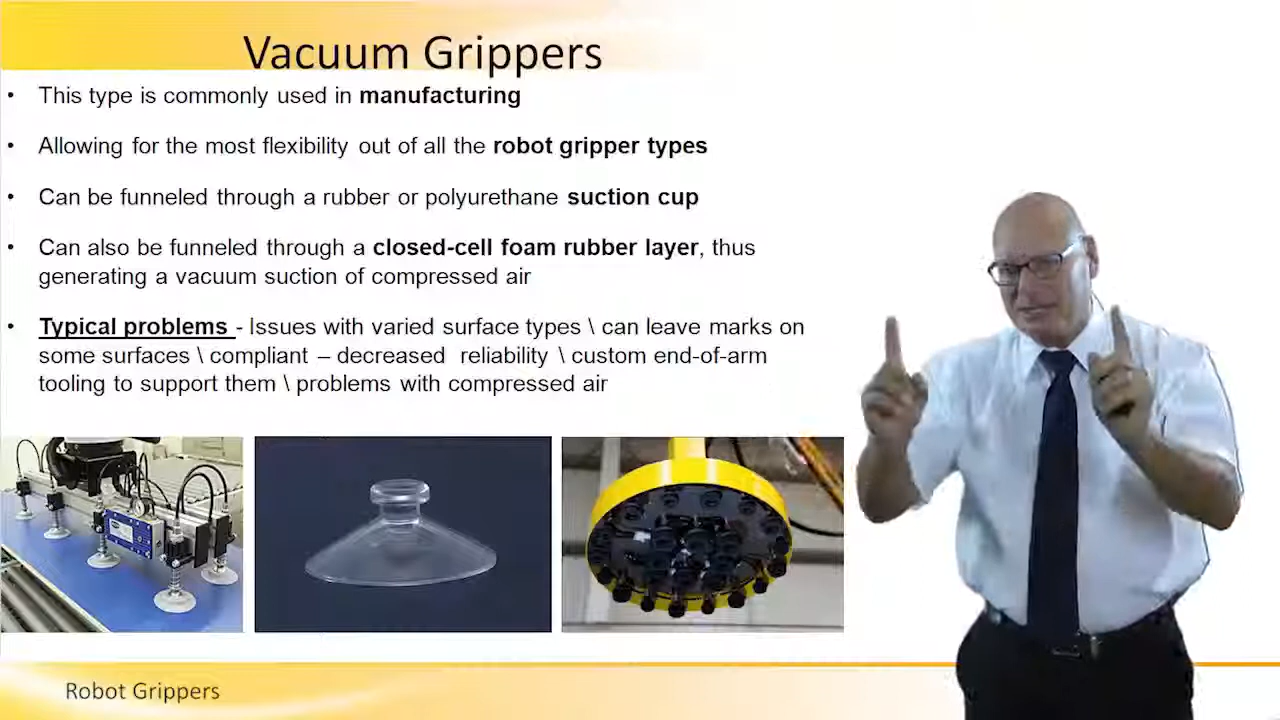 Vacuum Grippers
• This type is commonly used in manufacturing
• Allowing for the most flexibility out of all the robot gripper types
• Can be funneled through a rubber or polyurethane suction cup
• Can also be funneled through a closed-cell foam rubber layer, thus
generating a vacuum suction of compressed air
• Typical problems - Issues with varied surface types \ can leave marks on
some surfaces \ compliant – decreased reliability \ custom end-of-arm
tooling to support them \ problems with compressed air
Robot Grippers